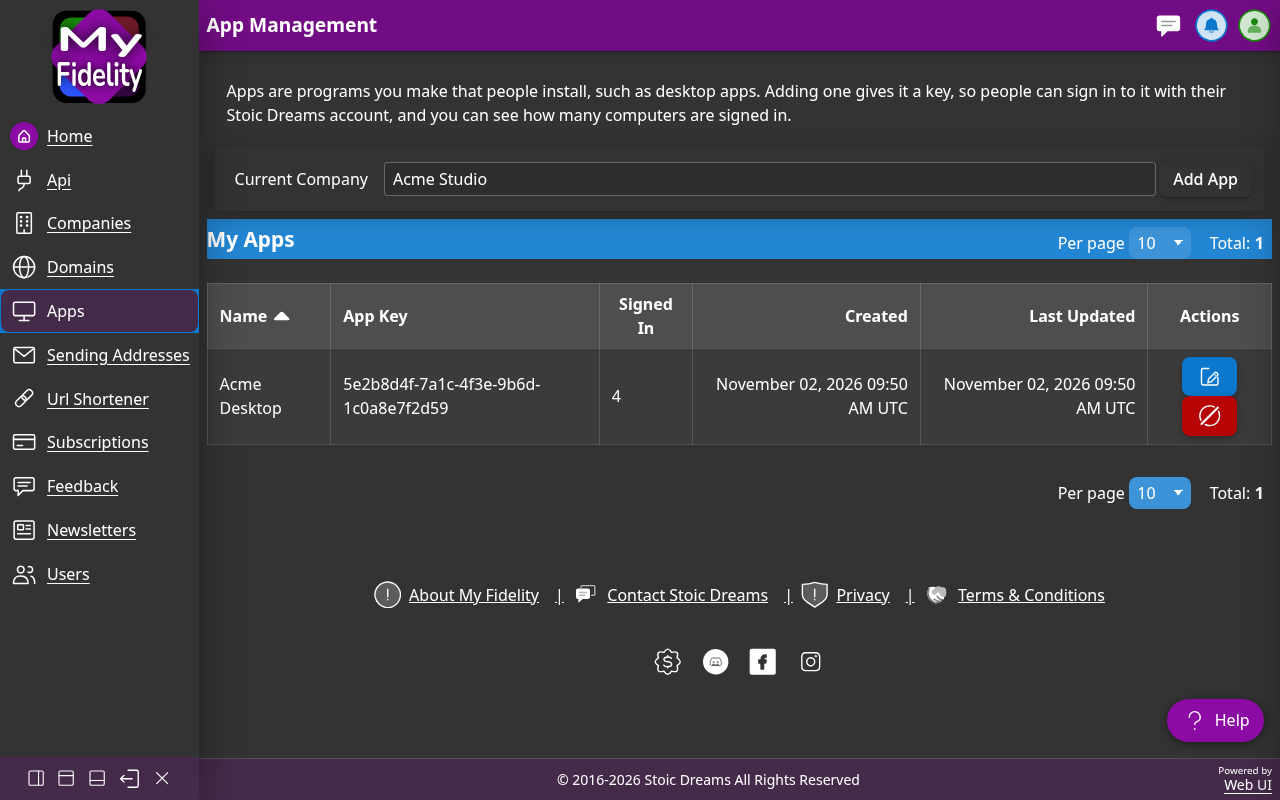 My
Fidelity
App Management
Home
Api
Companies
Domains
Apps
Sending Addresses
Url Shortener
Subscriptions
Feedback
Newsletters
Users
Apps are programs you make that people install, such as desktop apps. Adding one gives it a key, so people can sign in to it with their
Stoic Dreams account, and you can see how many computers are signed in.
Current Company Acme Studio Add App
My Apps Per page 10 Total: 1
Name App Key Signed In Created Last Updated Actions
Acme Desktop 5e2b8d4f-7a1c-4f3e-9b6d-1c0a8e7f2d59 4 November 02, 2026 09:50 AM UTC November 02, 2026 09:50 AM UTC
Per page 10 Total: 1
About My Fidelity | Contact Stoic Dreams | Privacy | Terms & Conditions
Help
© 2016-2026 Stoic Dreams All Rights Reserved
Powered by
Web UI